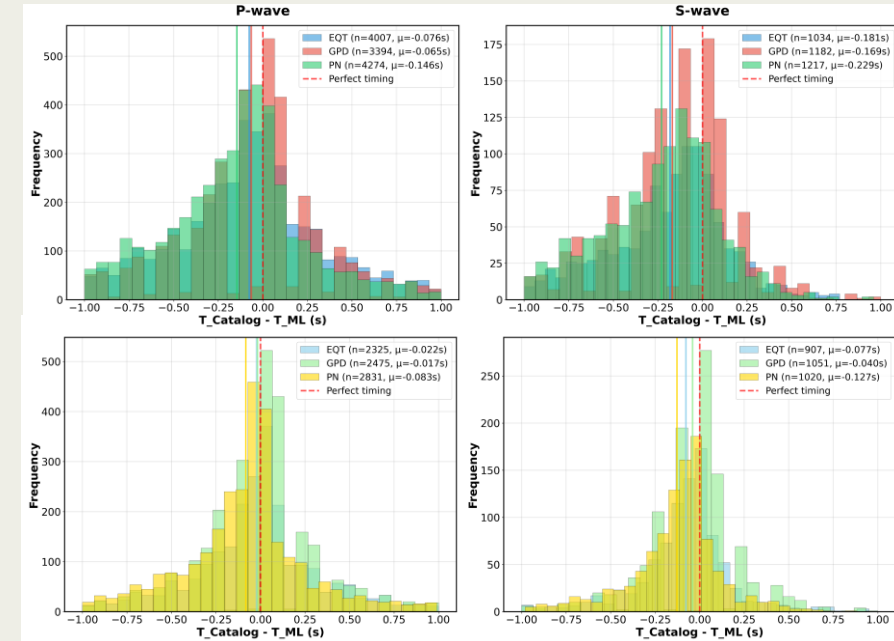 P-wave
EQT (n=4007, μ=-0.076s)
GPD (n=3394, μ=-0.065s)
PN (n=4274, μ=-0.146s)
Perfect timing
Frequency
500
400
300
200
100
0
−1.00 −0.75 −0.50 −0.25 0.00 0.25 0.50 0.75 1.00
T_Catalog - T_ML (s)
S-wave
EQT (n=1034, μ=-0.181s)
GPD (n=1182, μ=-0.169s)
PN (n=1217, μ=-0.229s)
Perfect timing
Frequency
175
150
125
100
75
50
25
0
−1.00 −0.75 −0.50 −0.25 0.00 0.25 0.50 0.75 1.00
T_Catalog - T_ML (s)
EQT (n=2325, μ=-0.022s)
GPD (n=2475, μ=-0.017s)
PN (n=2831, μ=-0.083s)
Perfect timing
Frequency
500
400
300
200
100
0
−1.00 −0.75 −0.50 −0.25 0.00 0.25 0.50 0.75 1.00
T_Catalog - T_ML (s)
EQT (n=907, μ=-0.077s)
GPD (n=1051, μ=-0.040s)
PN (n=1020, μ=-0.127s)
Perfect timing
Frequency
250
200
150
100
50
0
−1.00 −0.75 −0.50 −0.25 0.00 0.25 0.50 0.75 1.00
T_Catalog - T_ML (s)